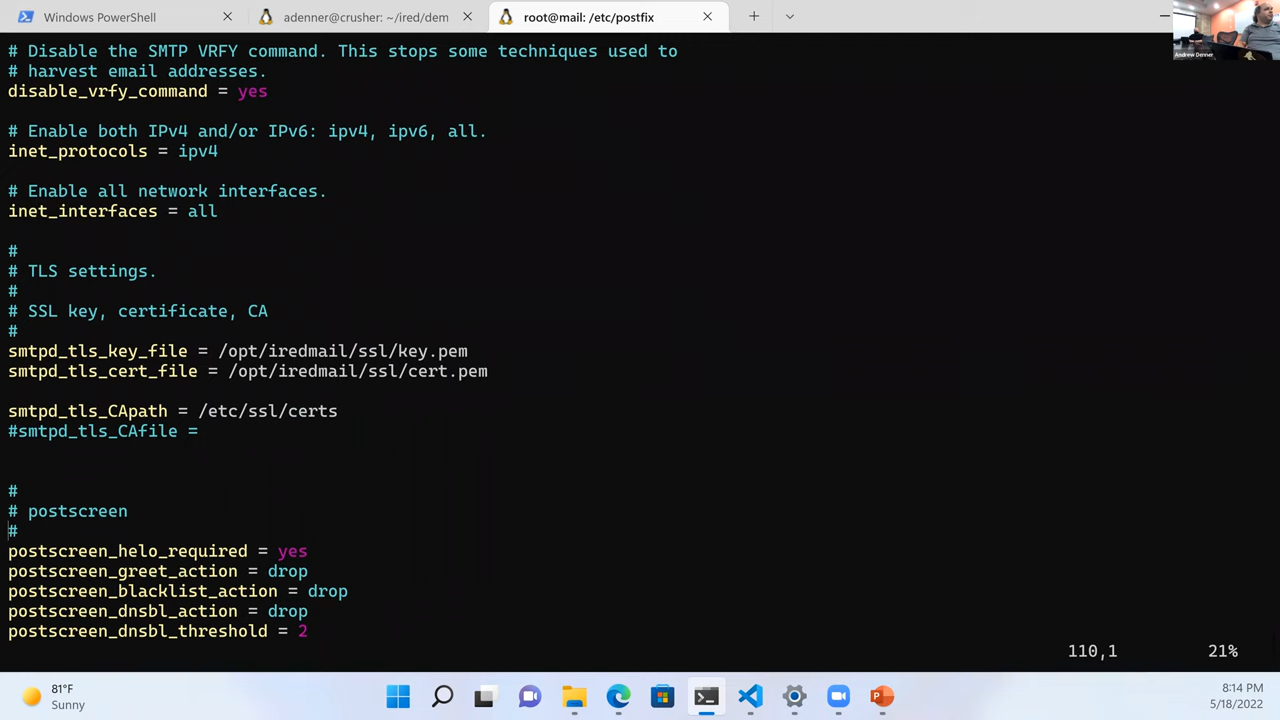 Windows PowerShell
adenner@crusher: ~/ired/dem
root@mail: /etc/postfix
Andrew Denner
# Disable the SMTP VRFY command. This stops some techniques used to
# harvest email addresses.
disable_vrfy_command = yes
# Enable both IPv4 and/or IPv6: ipv4, ipv6, all.
inet_protocols = ipv4
# Enable all network interfaces.
inet_interfaces = all
#
# TLS settings.
#
# SSL key, certificate, CA
#
smtpd_tls_key_file = /opt/iredmail/ssl/key.pem
smtpd_tls_cert_file = /opt/iredmail/ssl/cert.pem
smtpd_tls_CApath = /etc/ssl/certs
#smtpd_tls_CAfile =
#
# postscreen
#
postscreen_helo_required = yes
postscreen_greet_action = drop
postscreen_blacklist_action = drop
postscreen_dnsbl_action = drop
postscreen_dnsbl_threshold = 2
110,1 21%
81°F
Sunny
8:14 PM
5/18/2022